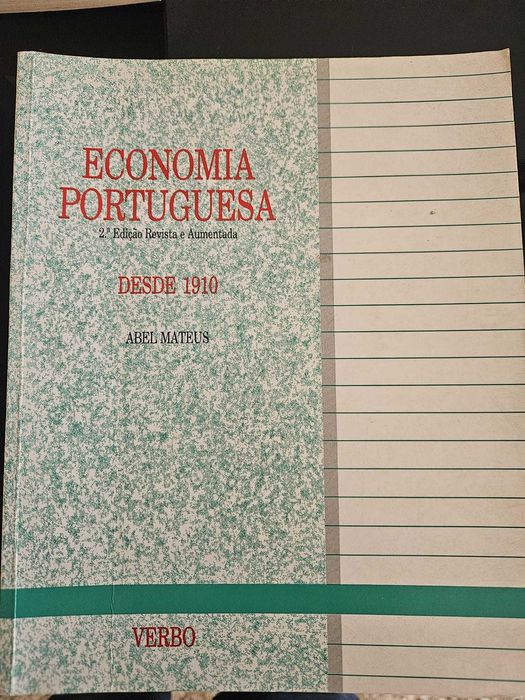 ECONOMIA
PORTUGUESA
2.ª Edição Revista e Aumentada
DESDE 1910
ABEL MATEUS
VERBO